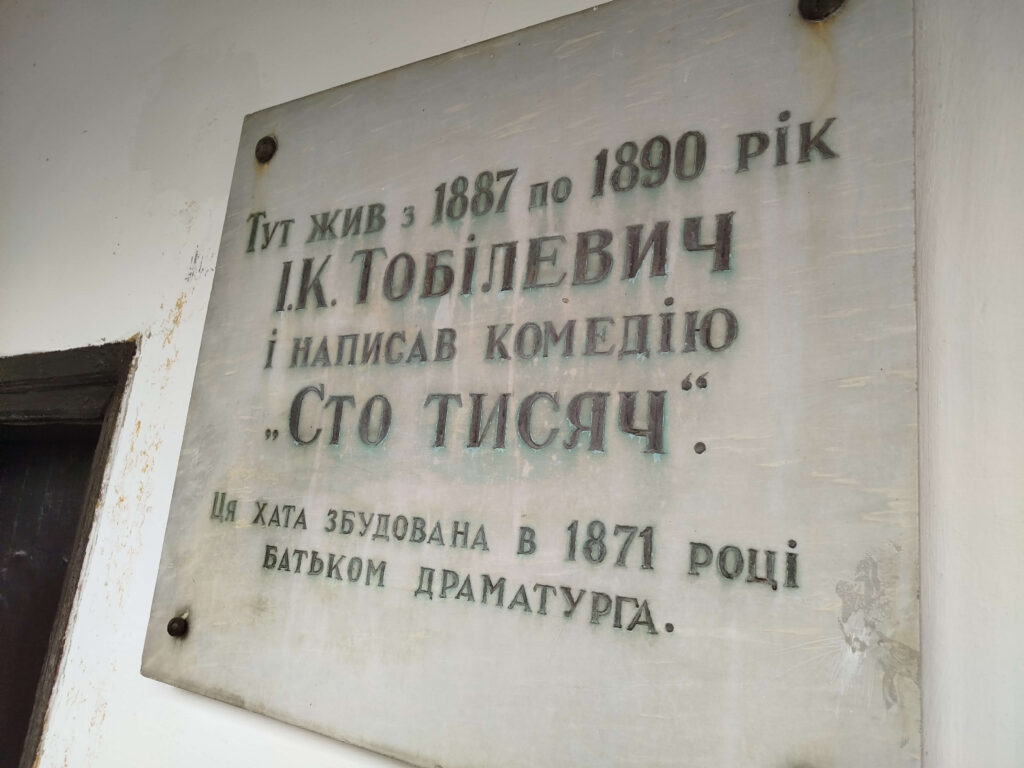 Тут жив з 1887 по 1890 рік
І.К. Тобілевич
і написав комедію
„Сто тисяч“.
Ця хата збудована в 1871 році
батьком драматурга.